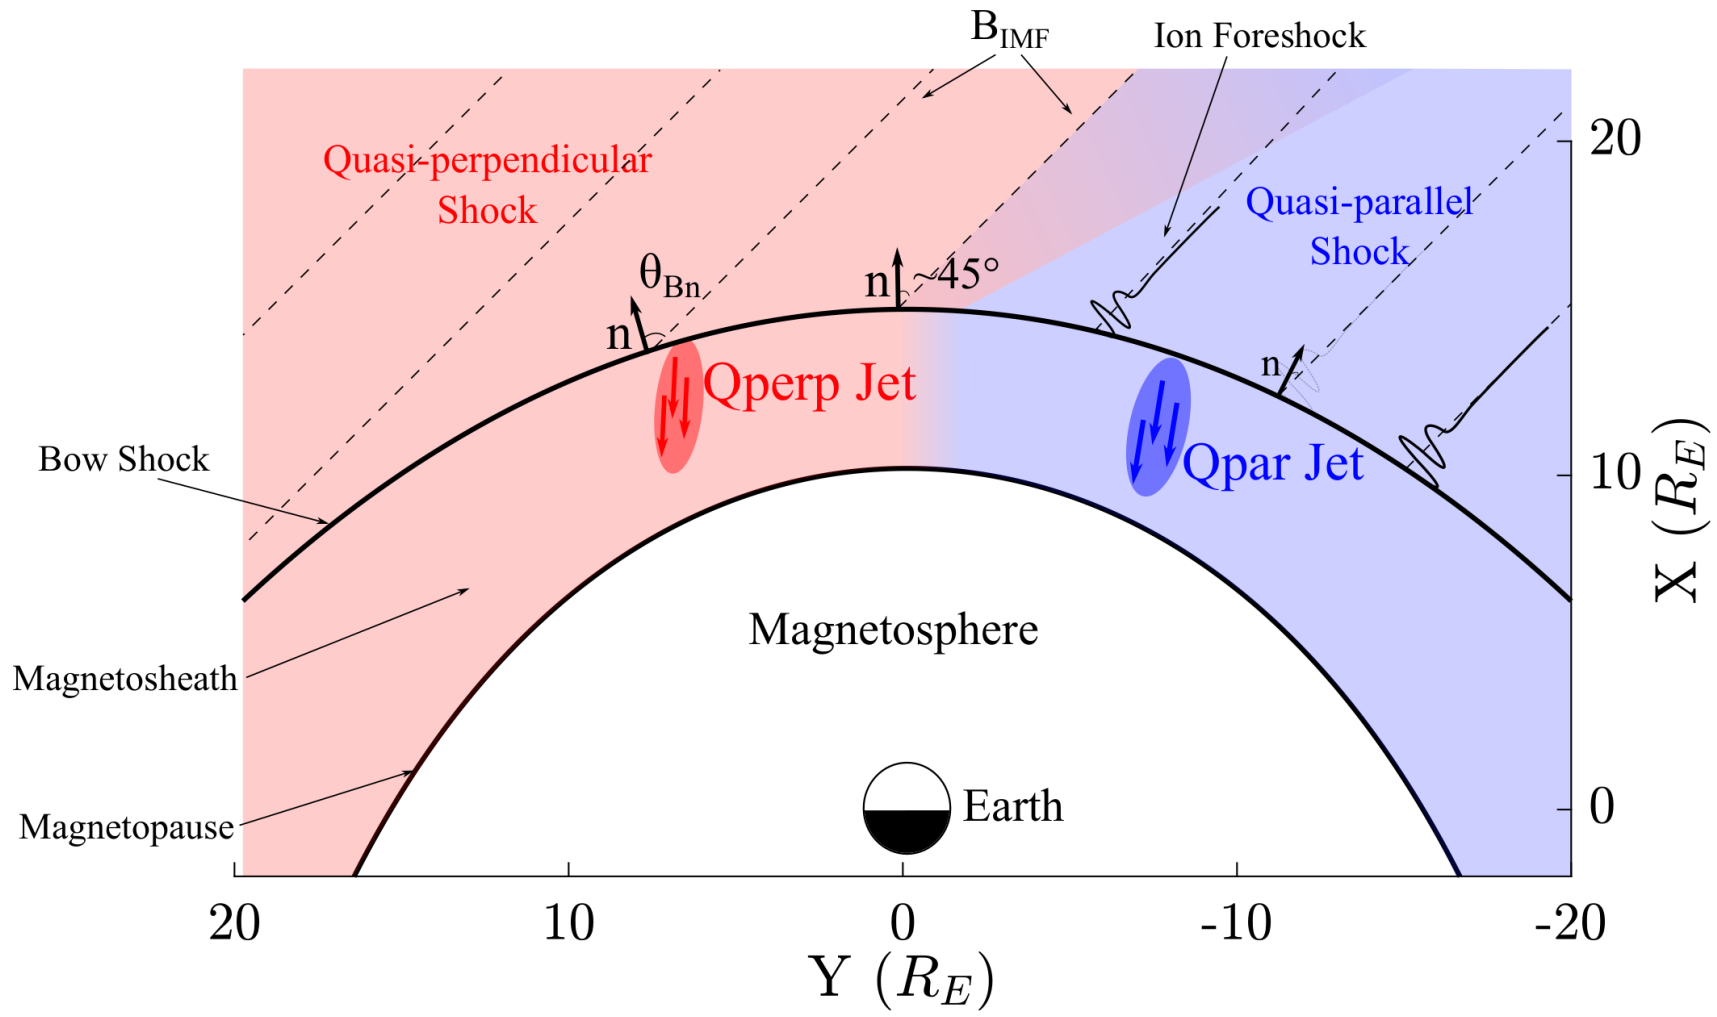 B_IMF
Ion Foreshock
20
Quasi-perpendicular
Shock
Quasi-parallel
Shock
θ_Bn
n
n
~45°
n
Qperp Jet
Qpar Jet
Bow Shock
10
X (R_E)
Magnetosphere
Magnetosheath
Magnetopause
Earth
0
20
10
0
-10
-20
Y (R_E)